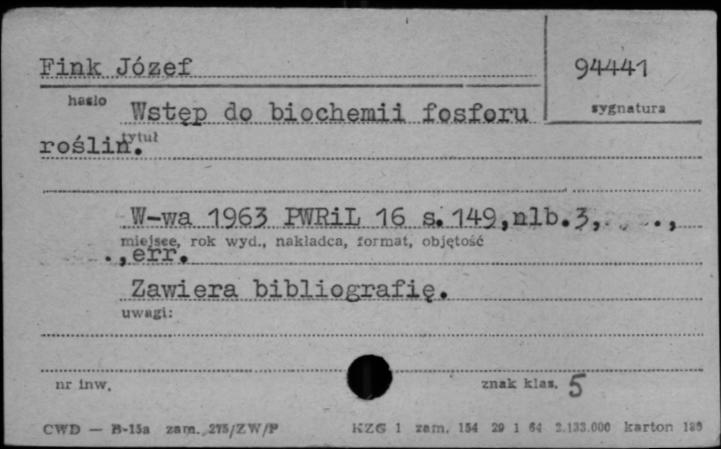 Fink Józef
94441
hasło
sygnatura
Wstęp do biochemii fosforu
tytuł
roślin.
W-wa 1963 PWRiL 16 s.149,nlb.3, .,
miejsce, rok wyd., nakładca, format, objętość
.,err.
Zawiera bibliografię.
uwagi:
nr inw.
znak klas. 5
CWD — B-15a zam. 275/ZW/P
KZG 1 zam. 154 29 1 64 2.133.000 karton